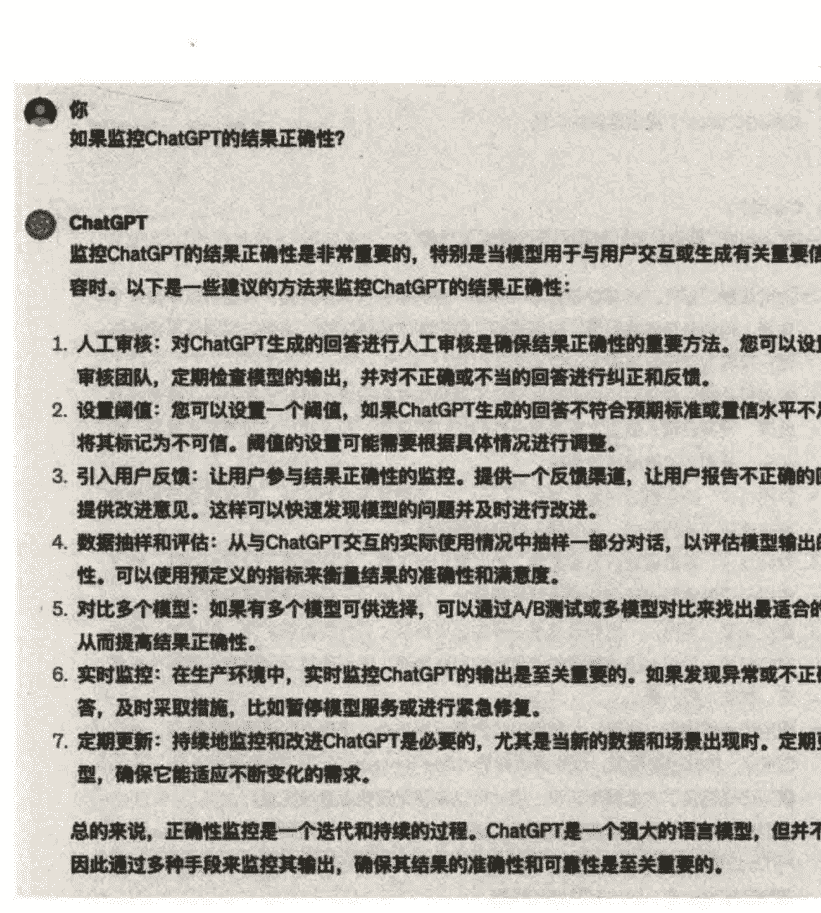 你
如果监控ChatGPT的结果正确性?
ChatGPT
监控ChatGPT的结果正确性是非常重要的，特别是当模型用于与用户交互或生成有关重要信
容时。以下是一些建议的方法来监控ChatGPT的结果正确性：
1. 人工审核：对ChatGPT生成的回答进行人工审核是确保结果正确性的重要方法。您可以设置
审核团队，定期检查模型的输出，并对不正确或不当的回答进行纠正和反馈。
2. 设置阈值：您可以设置一个阈值，如果ChatGPT生成的回答不符合预期标准或置信水平不足
将其标记为不可信。阈值的设置可能需要根据具体情况进行调整。
3. 引入用户反馈：让用户参与结果正确性的监控。提供一个反馈渠道，让用户报告不正确的回
提供改进意见。这样可以快速发现模型的问题并及时进行改进。
4. 数据抽样和评估：从与ChatGPT交互的实际使用情况中抽样一部分对话，以评估模型输出的
性。可以使用预定义的指标来衡量结果的准确性和满意度。
5. 对比多个模型：如果有多个模型可供选择，可以通过A/B测试或多模型对比来找出最适合的
从而提高结果正确性。
6. 实时监控：在生产环境中，实时监控ChatGPT的输出是至关重要的。如果发现异常或不正确
答，及时采取措施，比如暂停模型服务或进行紧急修复。
7. 定期更新：持续地监控和改进ChatGPT是必要的，尤其是当新的数据和场景出现时。定期更
型，确保它能适应不断变化的需求。
总的来说，正确性监控是一个迭代和持续的过程。ChatGPT是一个强大的语言模型，但并不
因此通过多种手段来监控其输出，确保其结果的准确性和可靠性是至关重要的。